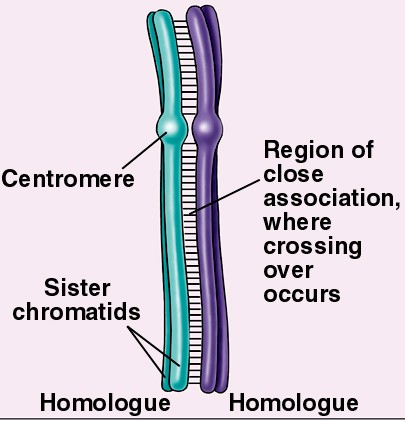 Centromere
Region of
close
association,
where
crossing
over
occurs
Sister
chromatids
Homologue
Homologue